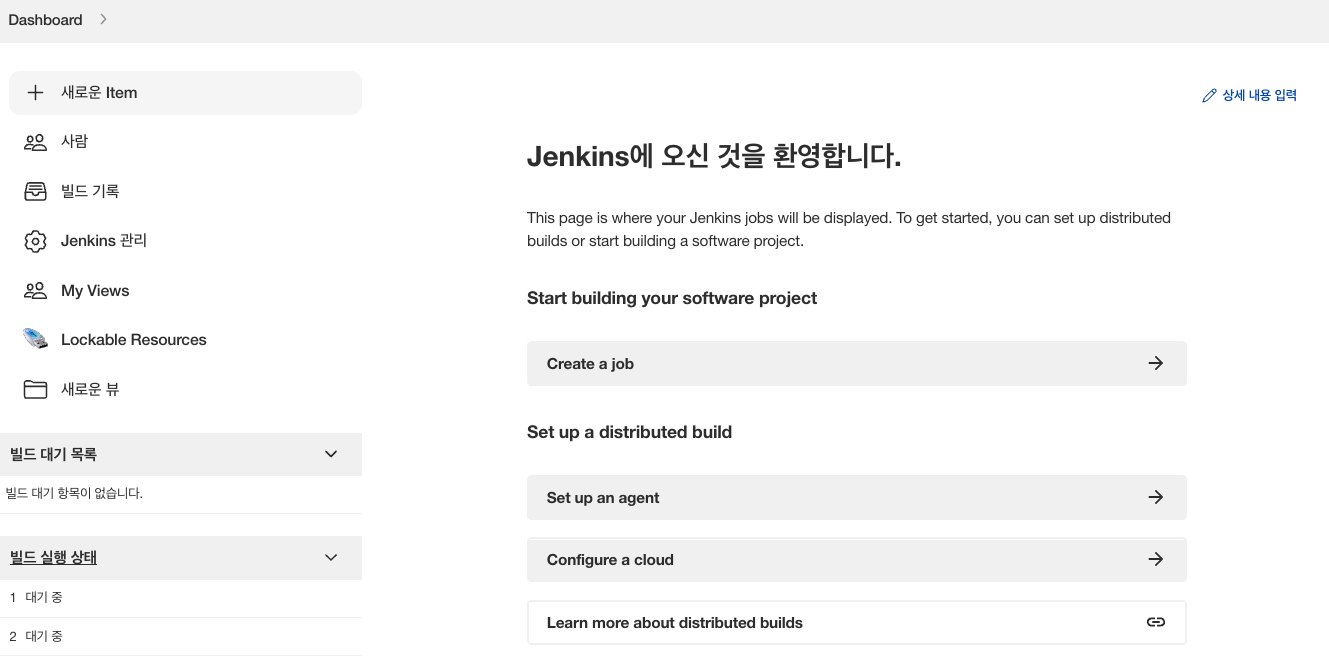 Dashboard
새로운 Item
사람
빌드 기록
Jenkins 관리
My Views
Lockable Resources
새로운 뷰
빌드 대기 목록
빌드 대기 항목이 없습니다.
빌드 실행 상태
1 대기 중
2 대기 중
상세 내용 입력
Jenkins에 오신 것을 환영합니다.
This page is where your Jenkins jobs will be displayed. To get started, you can set up distributed
builds or start building a software project.
Start building your software project
Create a job
Set up a distributed build
Set up an agent
Configure a cloud
Learn more about distributed builds